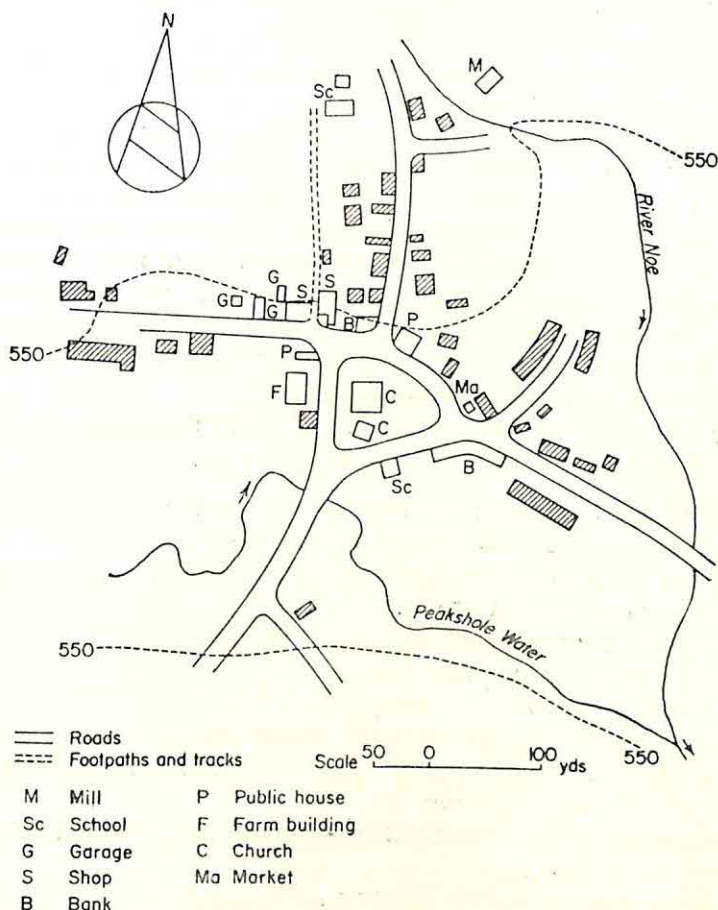 N
M
Sc
550
River Noe
G
S
S
G
G
B
P
550
P
Ma
F
C
C
B
Sc
Peakshole Water
550
550
Roads
Footpaths and tracks
Scale 50 0 100 yds
M Mill
Sc School
G Garage
S Shop
B Bank
P Public house
F Farm building
C Church
Ma Market